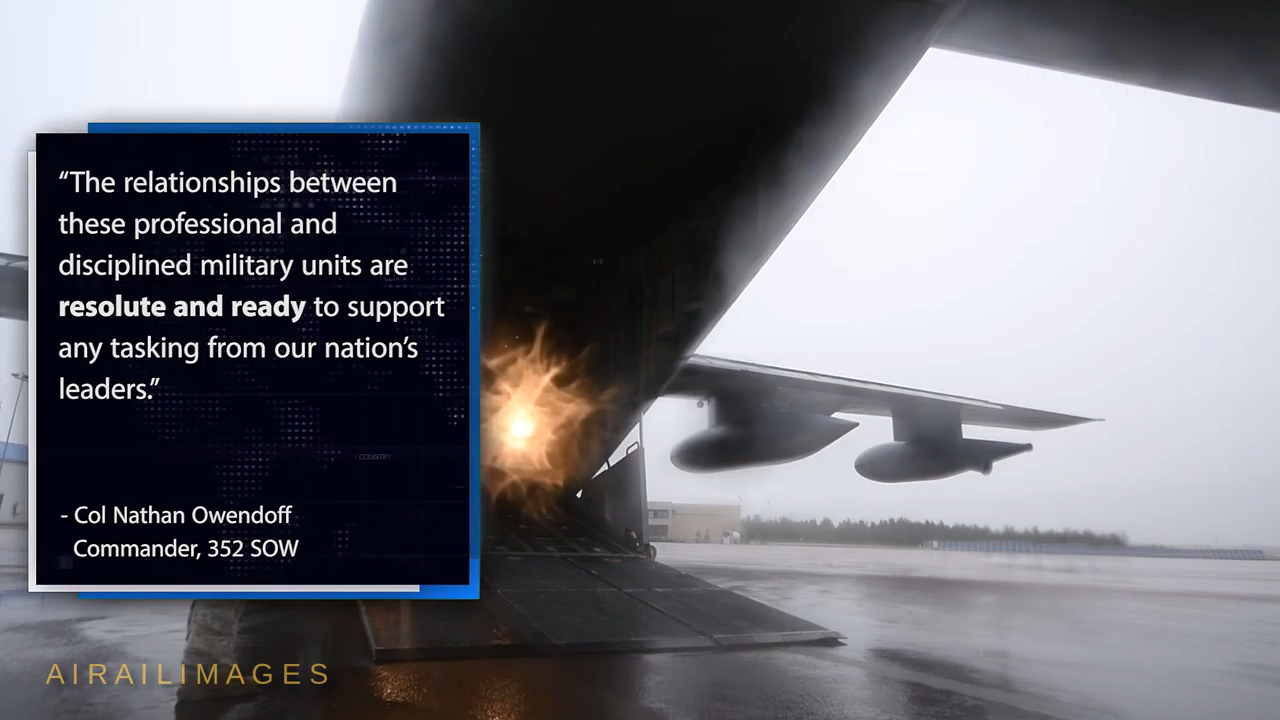 “The relationships between
these professional and
disciplined military units are
resolute and ready to support
any tasking from our nation’s
leaders.”
COUNTRY
- Col Nathan Owendoff
Commander, 352 SOW
AIRAILIMAGES